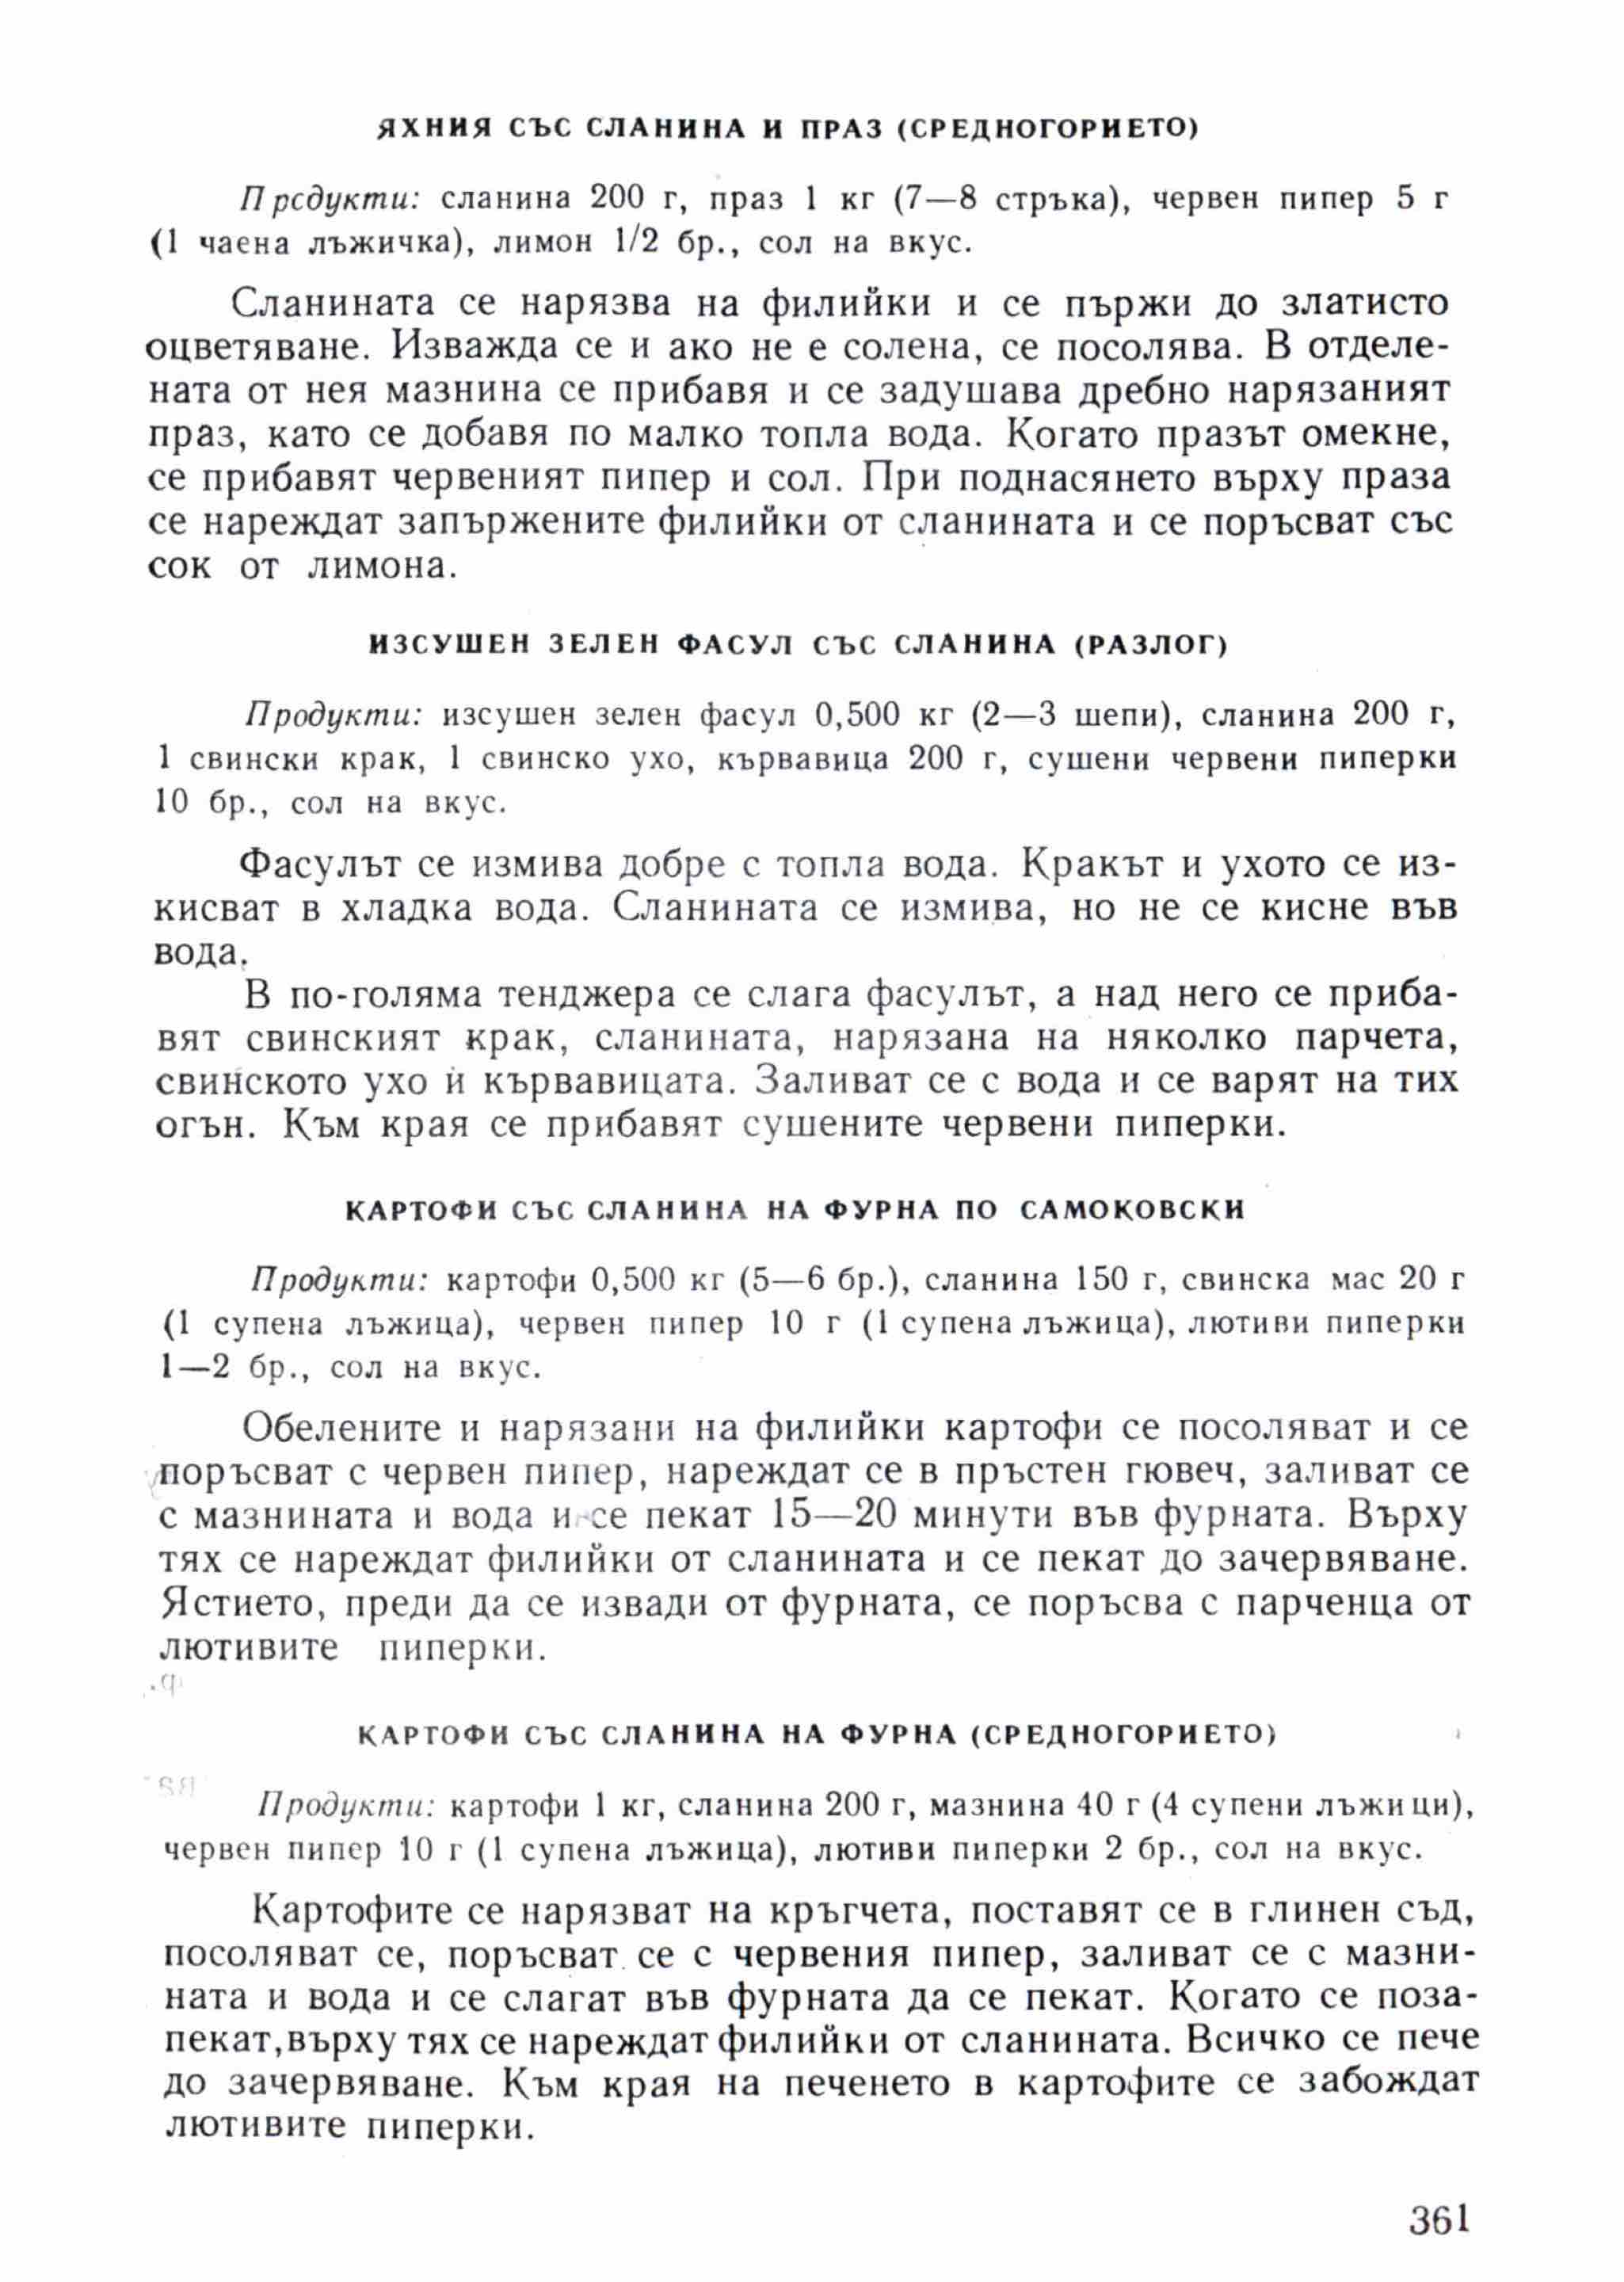 ЯХНИЯ СЪС СЛАНИНА И ПРАЗ (СРЕДНОГОРИЕТО)
Прсдукти: сланина 200 г, праз 1 кг (7—8 стръка), червен пипер 5 г
(1 чаена лъжичка), лимон 1/2 бр., сол на вкус.
Сланината се нарязва на филийки и се пържи до златисто
оцветяване. Изважда се и ако не е солена, се посолява. В отделе-
ната от нея мазнина се прибавя и се задушава дребно нарязаният
праз, като се добавя по малко топла вода. Когато празът омекне,
се прибавят червеният пипер и сол. При поднасянето върху праза
се нареждат запържените филийки от сланината и се поръсват със
сок от лимона.
ИЗСУШЕН ЗЕЛЕН ФАСУЛ СЪС СЛАНИНА (РАЗЛОГ)
Продукти: изсушен зелен фасул 0,500 кг (2—3 шепи), сланина 200 г,
1 свински крак, 1 свинско ухо, кървавица 200 г, сушени червени пиперки
10 бр., сол на вкус.
Фасулът се измива добре с топла вода. Кракът и ухото се из-
кисват в хладка вода. Сланината се измива, но не се кисне във
вода.
В по-голяма тенджера се слага фасулът, а над него се приба-
вят свинският крак, сланината, нарязана на няколко парчета,
свинското ухо и кървавицата. Заливат се с вода и се варят на тих
огън. Към края се прибавят сушените червени пиперки.
КАРТОФИ СЪС СЛАНИНА НА ФУРНА ПО САМОКОВСКИ
Продукти: картофи 0,500 кг (5—6 бр.), сланина 150 г, свинска мас 20 г
(1 супена лъжица), червен пипер 10 г (1 супена лъжица), лютиви пиперки
1—2 бр., сол на вкус.
Обелените и нарязани на филийки картофи се посоляват и се
поръсват с червен пипер, нареждат се в пръстен гювеч, заливат се
с мазнината и вода и се пекат 15—20 минути във фурната. Върху
тях се нареждат филийки от сланината и се пекат до зачервяване.
Ястието, преди да се извади от фурната, се поръсва с парченца от
лютивите пиперки.
КАРТОФИ СЪС СЛАНИНА НА ФУРНА (СРЕДНОГОРИЕТО)
Продукти: картофи 1 кг, сланина 200 г, мазнина 40 г (4 супени лъжици),
червен пипер 10 г (1 супена лъжица), лютиви пиперки 2 бр., сол на вкус.
Картофите се нарязват на кръгчета, поставят се в глинен съд,
посоляват се, поръсват се с червения пипер, заливат се с мазни-
ната и вода и се слагат във фурната да се пекат. Когато се поза-
пекат,върху тях се нареждат филийки от сланината. Всичко се пече
до зачервяване. Към края на печенето в картофите се забождат
лютивите пиперки.
361